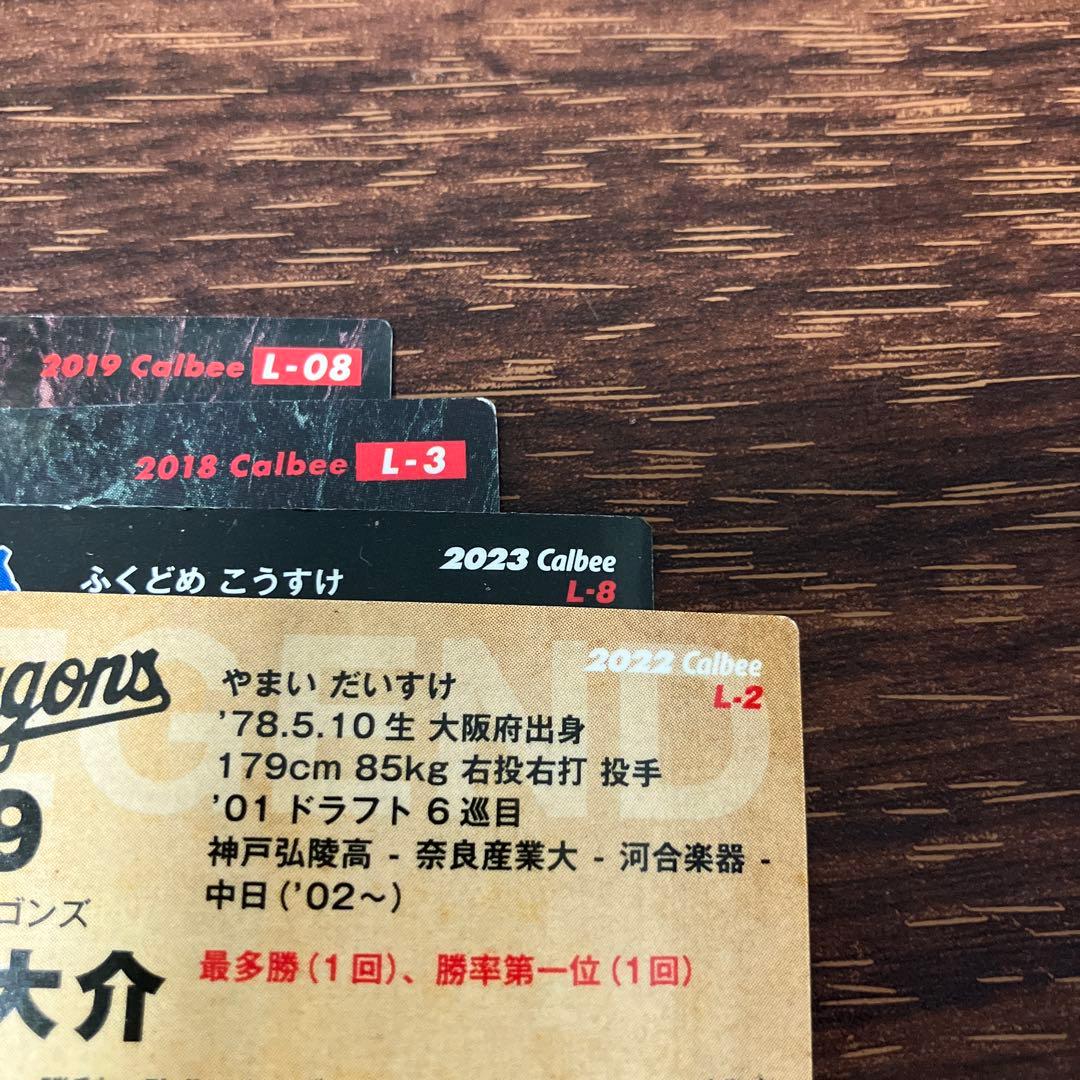 2019 Calbee L-08
2018 Calbee L-3
2023 Calbee
ふくどめ こうすけ
L-8
2022 Calbee
L-2
やまい だいすけ
'78.5.10生 大阪府出身
179cm 85kg 右投右打 投手
'01ドラフト6巡目
神戸弘陵高 - 奈良産業大 - 河合楽器 -
中日('02～)
9
ゴンズ
大介
最多勝(1回)、勝率第一位(1回)